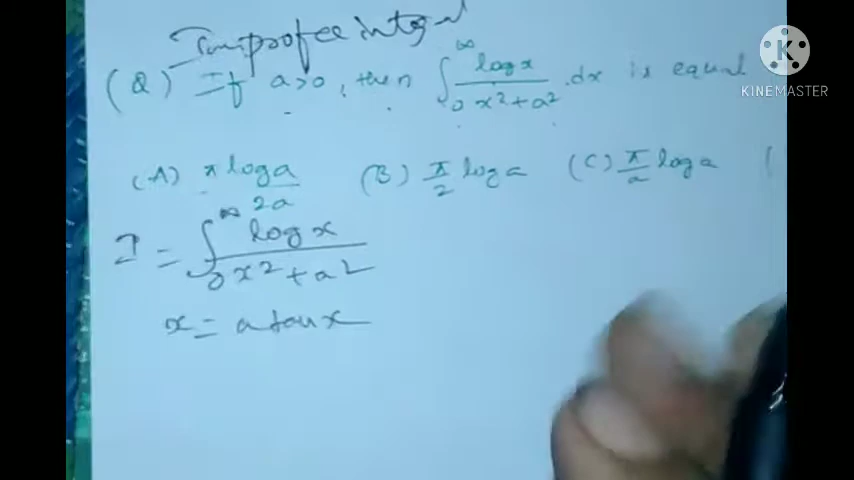 Improper integral
(Q) If a>0, then ∫₀^∞ log x / (x²+a²) .dx is equal
(A) π log a / 2a (B) π/2 log a (C) π/a log a (
I = ∫₀^∞ log x / (x²+a²)
x = a tan x
K
KINEMASTER